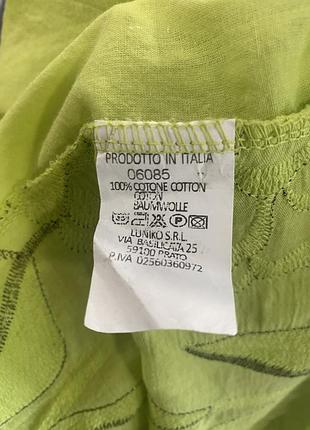 PRODOTTO IN ITALIA
06085
100% COTONE COTTON
COTON
BAUMWOLLE
P
LUNIKO S.R.L.
VIA BASILICATA 25
59100 PRATO
P.IVA 02560360972